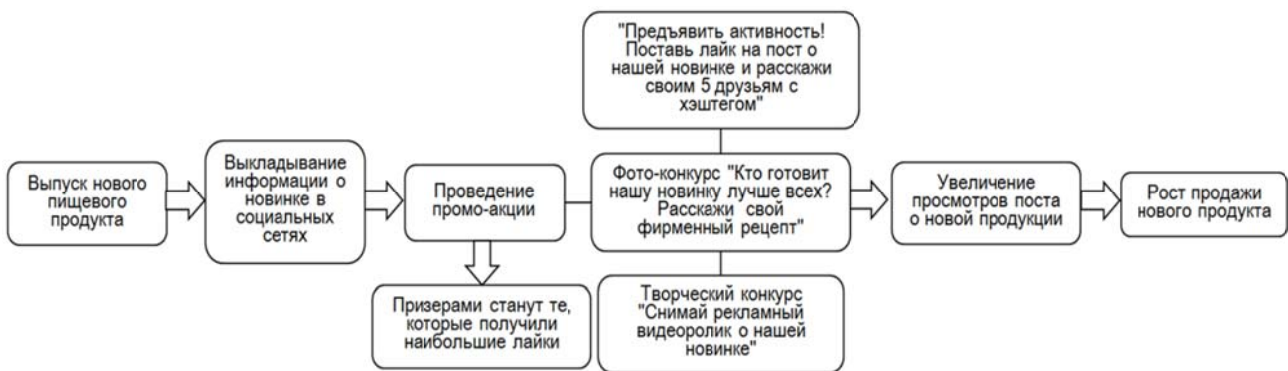 Выпуск нового
пищевого
продукта
Выкладывание
информации о
новинке в
социальных
сетях
Проведение
промо-акции
Призерами станут те,
которые получили
наибольшие лайки
"Предъявить активность!
Поставь лайк на пост о
нашей новинке и расскажи
своим 5 друзьям с
хэштегом"
Фото-конкурс "Кто готовит
нашу новинку лучше всех?
Расскажи свой
фирменный рецепт"
Творческий конкурс
"Снимай рекламный
видеоролик о нашей
новинке"
Увеличение
просмотров поста
о новой продукции
Рост продажи
нового продукта